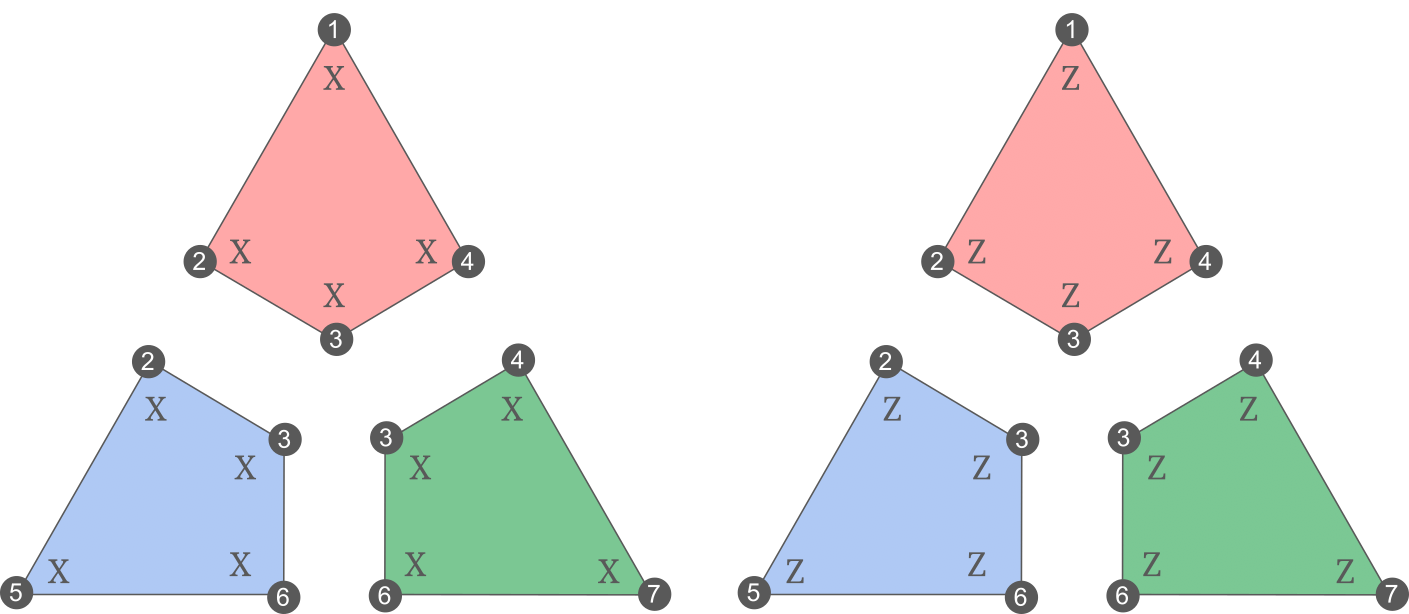 1 1
X Z
2 X X 4 2 Z Z 4
X Z
3 3
2 4 2 4
X X Z Z
3 3 3 3
X X Z Z
X X X X Z Z Z Z
5 6 6 7 5 6 6 7